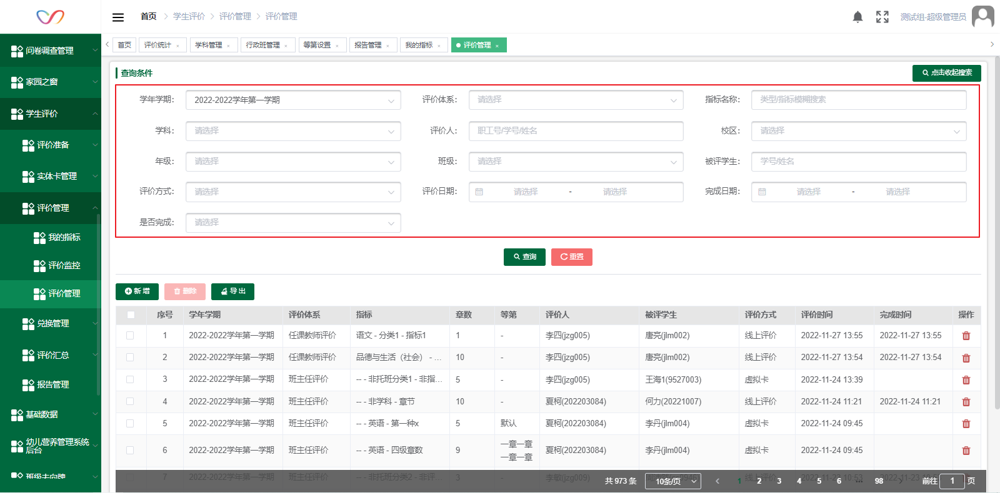 首页 > 学生评价 > 评价管理 > 评价管理
测试组-超级管理员
首页 评价统计 × 学科管理 × 行政班管理 × 等第设置 × 报告管理 × 我的指标 × 评价管理 ×
问卷调查管理
家园之窗
学生评价
评价准备
实体卡管理
评价管理
我的指标
评价监控
评价管理
兑换管理
评价汇总
报告管理
基础数据
幼儿营养管理系统
后台
班级去向牌
查询条件
点击收起搜索
学年学期: 2022-2022学年第一学期 评价体系: 请选择 指标名称: 类型/指标模糊搜索
学科: 请选择 评价人: 职工号/学号/姓名 校区: 请选择
年级: 请选择 班级: 请选择 被评学生: 学号/姓名
评价方式: 请选择 评价日期: 请选择 - 请选择 完成日期: 请选择 - 请选择
是否完成: 请选择
查询 重置
新增 删除 导出
序号 学年学期 评价体系 指标 章数 等第 评价人 被评学生 评价方式 评价时间 完成时间 操作
1 2022-2022学年第一学期 任课教师评价 语文 - 分类1 - 指标1 1 - 李四(jzg005) 唐亮(jlm002) 线上评价 2022-11-27 13:55 2022-11-27 13:55
2 2022-2022学年第一学期 任课教师评价 品德与生活（社会） - ... 10 - 李四(jzg005) 唐亮(jlm002) 线上评价 2022-11-27 13:54 2022-11-27 13:54
3 2022-2022学年第一学期 班主任评价 -- - 非托班分类1 - 非指... 5 - 李四(jzg005) 王海1(9527003) 虚拟卡 2022-11-24 13:39
4 2022-2022学年第一学期 班主任评价 -- - 非学科 - 章节 10 - 夏柯(202203084) 何力(20221007) 线上评价 2022-11-24 11:21 2022-11-24 11:21
5 2022-2022学年第一学期 班主任评价 -- - 英语 - 第一种x 5 默认 夏柯(202203084) 李丹(jlm004) 虚拟卡 2022-11-24 09:45
6 2022-2022学年第一学期 班主任评价 -- - 英语 - 四级章数 9 一章一章 夏柯(202203084) 李丹(jlm004) 虚拟卡 2022-11-24 09:45
一章一章
7 2022-2022学年第一学期 班主任评价 -- - 非托班分类2 - 非评... 3 - 李敏(jzg009) 线上评价 2022-11-23 10:53 2022-11-23 10:53
共 973 条 10条/页 1 2 3 4 5 6 ... 98 前往 1 页